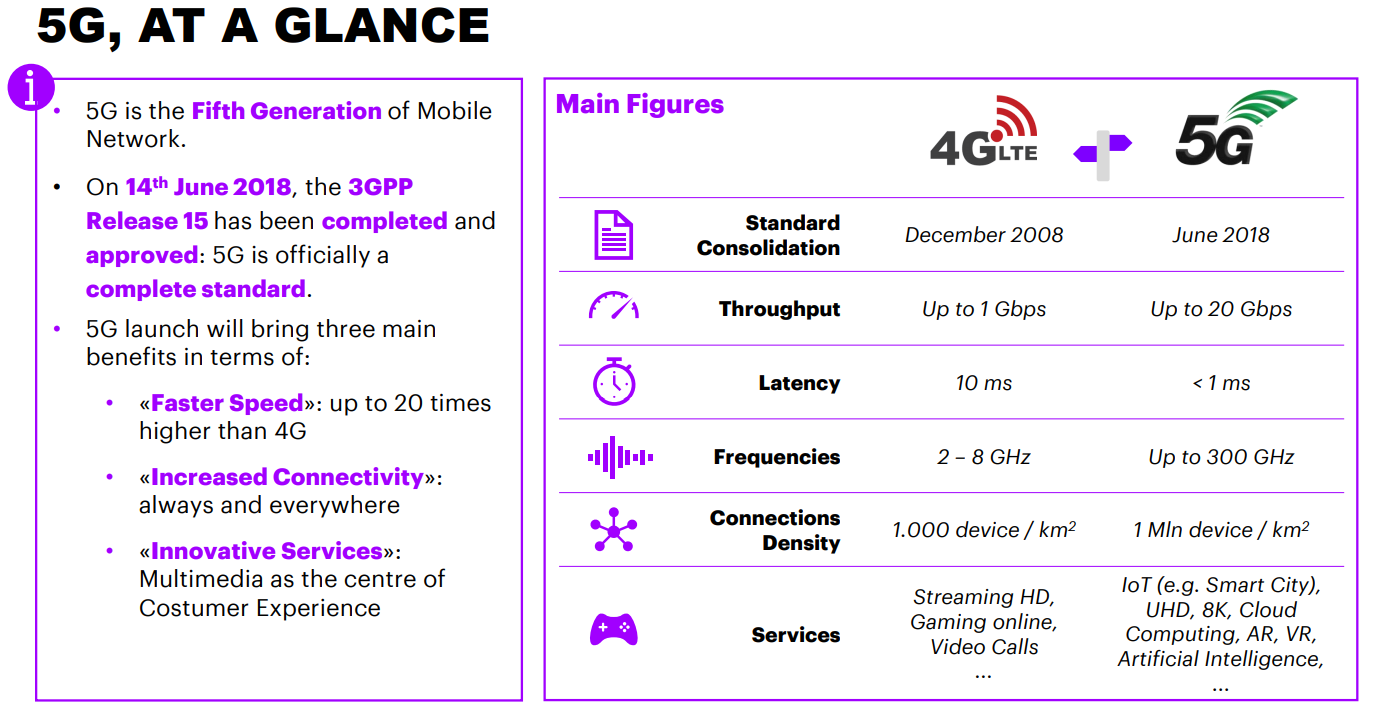 5G, AT A GLANCE
i
• 5G is the Fifth Generation of Mobile
Network.
• On 14th June 2018, the 3GPP
Release 15 has been completed and
approved: 5G is officially a
complete standard.
• 5G launch will bring three main
benefits in terms of:
• «Faster Speed»: up to 20 times
higher than 4G
• «Increased Connectivity»:
always and everywhere
• «Innovative Services»:
Multimedia as the centre of
Costumer Experience
Main Figures
4G LTE
5G
Standard
Consolidation
December 2008
June 2018
Throughput
Up to 1 Gbps
Up to 20 Gbps
Latency
10 ms
< 1 ms
Frequencies
2 – 8 GHz
Up to 300 GHz
Connections
Density
1.000 device / km²
1 Mln device / km²
Services
Streaming HD,
Gaming online,
Video Calls
...
IoT (e.g. Smart City),
UHD, 8K, Cloud
Computing, AR, VR,
Artificial Intelligence,
...